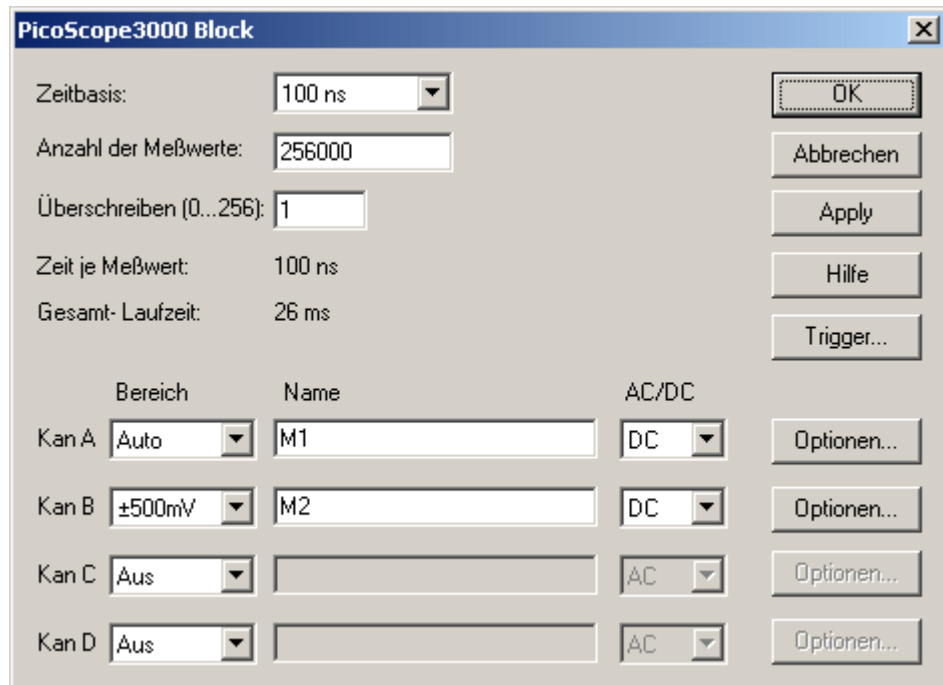 PicoScope3000 Block
Zeitbasis: 100 ns OK
Anzahl der Meßwerte: 256000 Abbrechen
Überschreiben (0...256): 1 Apply
Zeit je Meßwert: 100 ns Hilfe
Gesamt- Laufzeit: 26 ms Trigger...
Bereich Name AC/DC
Kan A Auto M1 DC Optionen...
Kan B ±500mV M2 DC Optionen...
Kan C Aus AC Optionen...
Kan D Aus AC Optionen...